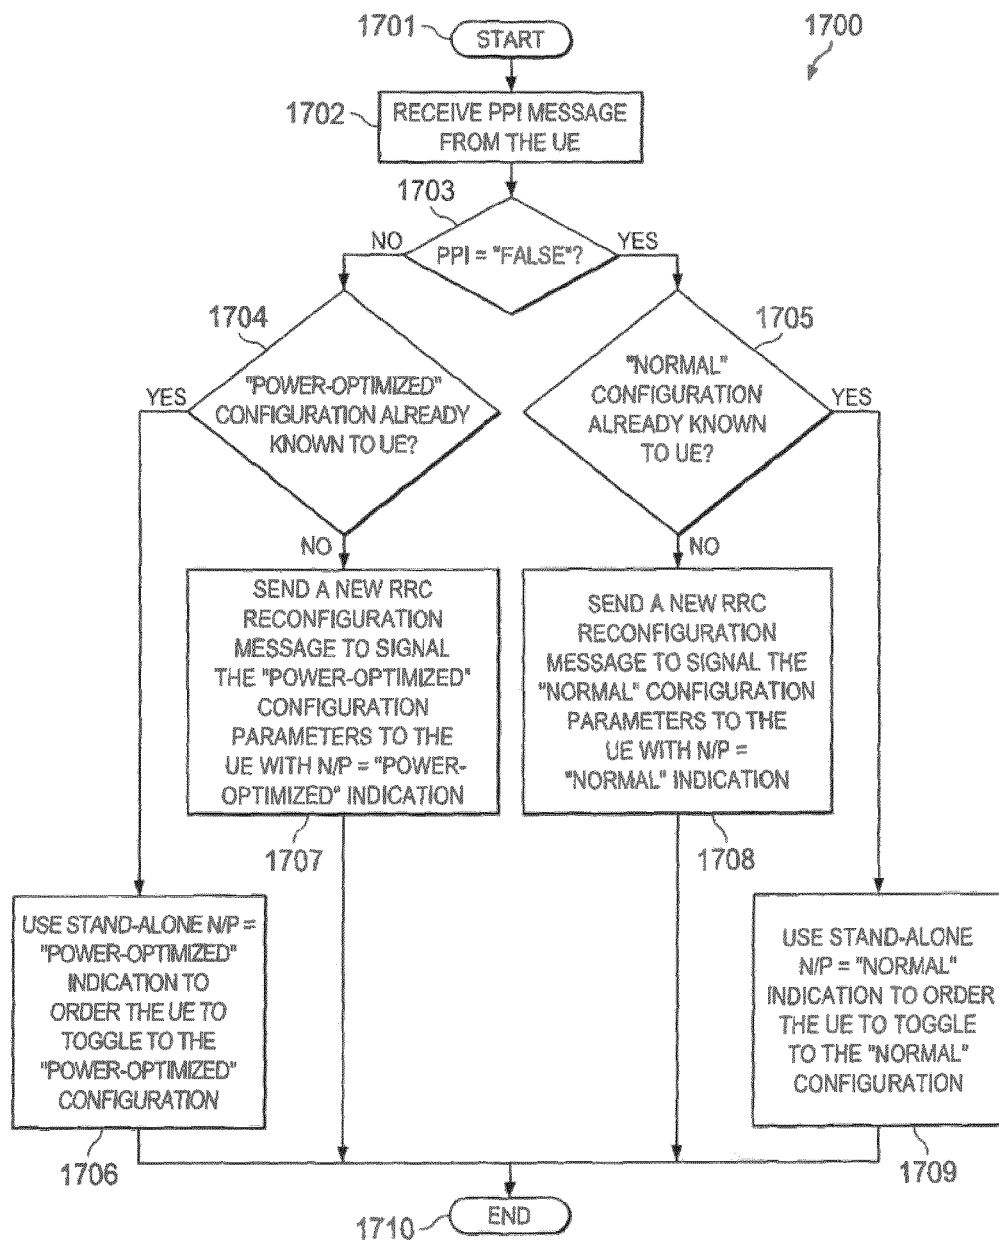 1700
1701
START
1702
RECEIVE PPI MESSAGE
FROM THE UE
1703
PPI = "FALSE"?
NO
YES
1704
"POWER-OPTIMIZED"
CONFIGURATION ALREADY
KNOWN TO UE?
YES
NO
1705
"NORMAL"
CONFIGURATION
ALREADY KNOWN
TO UE?
YES
NO
SEND A NEW RRC
RECONFIGURATION
MESSAGE TO SIGNAL
THE "POWER-OPTIMIZED"
CONFIGURATION
PARAMETERS TO THE
UE WITH N/P = "POWER-
OPTIMIZED" INDICATION
1707
SEND A NEW RRC
RECONFIGURATION
MESSAGE TO SIGNAL THE
"NORMAL" CONFIGURATION
PARAMETERS TO THE
UE WITH N/P =
"NORMAL" INDICATION
1708
USE STAND-ALONE N/P =
"POWER-OPTIMIZED"
INDICATION TO
ORDER THE UE TO
TOGGLE TO THE
"POWER-OPTIMIZED"
CONFIGURATION
1706
USE STAND-ALONE
N/P = "NORMAL"
INDICATION TO ORDER
THE UE TO TOGGLE
TO THE "NORMAL"
CONFIGURATION
1709
1710
END